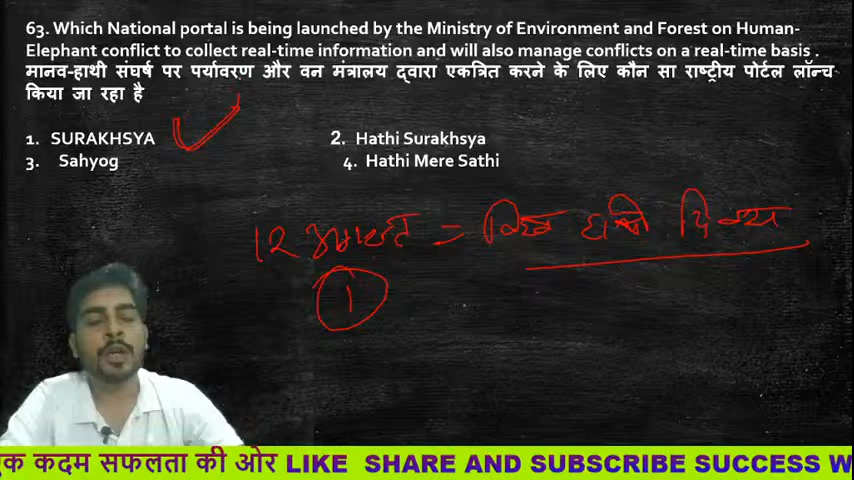 63. Which National portal is being launched by the Ministry of Environment and Forest on Human-
Elephant conflict to collect real-time information and will also manage conflicts on a real-time basis .
मानव-हाथी संघर्ष पर पर्यावरण और वन मंत्रालय द्वारा एकत्रित करने के लिए कौन सा राष्ट्रीय पोर्टल लॉन्च
किया जा रहा है
1. SURAKHSYA
2. Hathi Surakhsya
3. Sahyog
4. Hathi Mere Sathi
12 =
1
क कदम सफलता की ओर LIKE SHARE AND SUBSCRIBE SUCCESS W